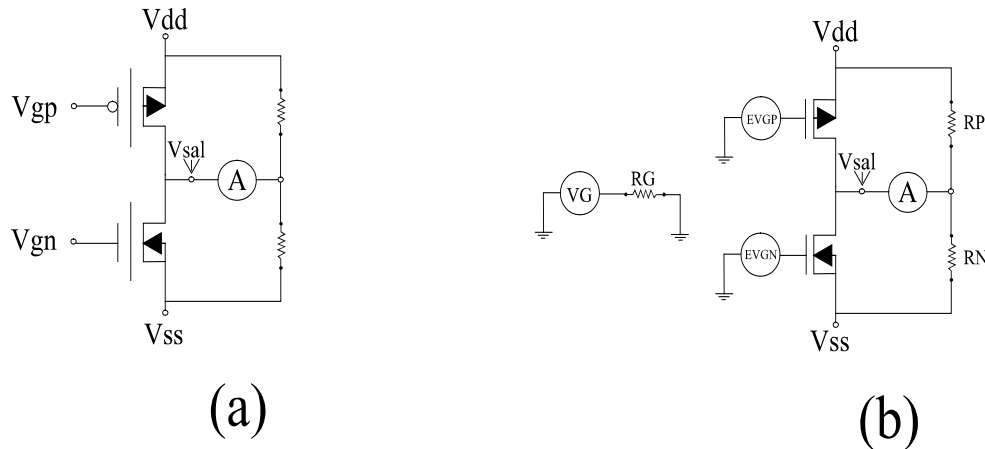 Vdd
Vgp
Vsal
A
Vgn
Vss
(a)
VG
RG
Vdd
EVGP
RP
Vsal
A
EVGN
RN
Vss
(b)